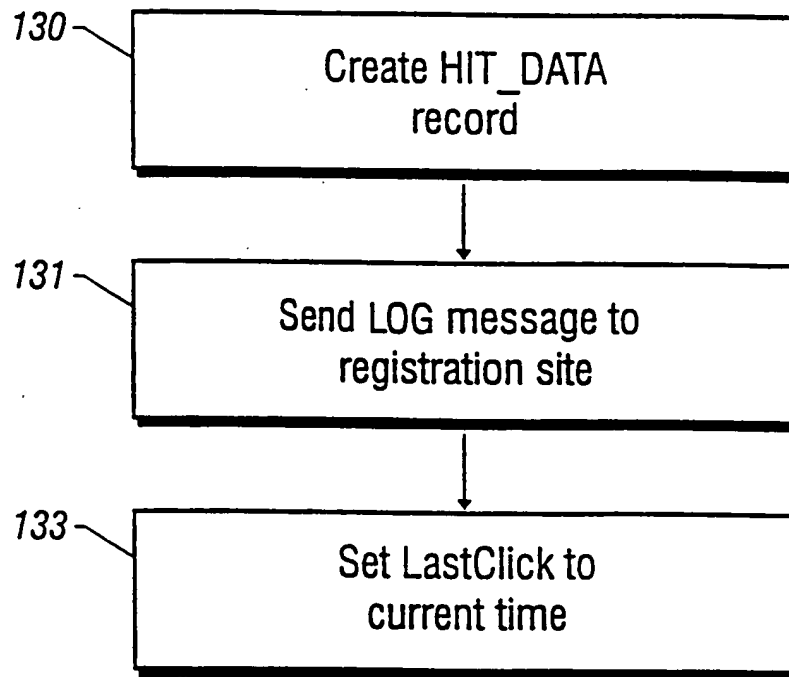 130
Create HIT_DATA
record
131
Send LOG message to
registration site
133
Set LastClick to
current time